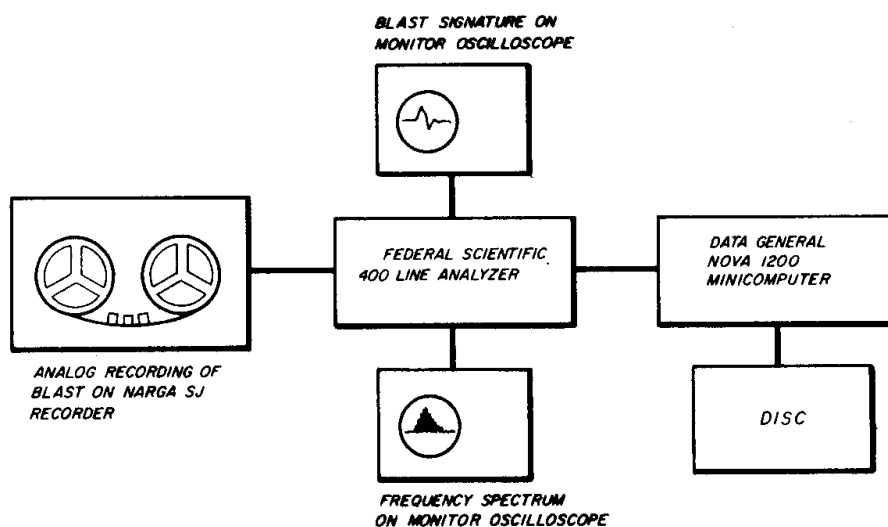 BLAST SIGNATURE ON
MONITOR OSCILLOSCOPE
FEDERAL SCIENTIFIC
400 LINE ANALYZER
DATA GENERAL
NOVA 1200
MINICOMPUTER
ANALOG RECORDING OF
BLAST ON NARGA SJ
RECORDER
DISC
FREQUENCY SPECTRUM
ON MONITOR OSCILLOSCOPE